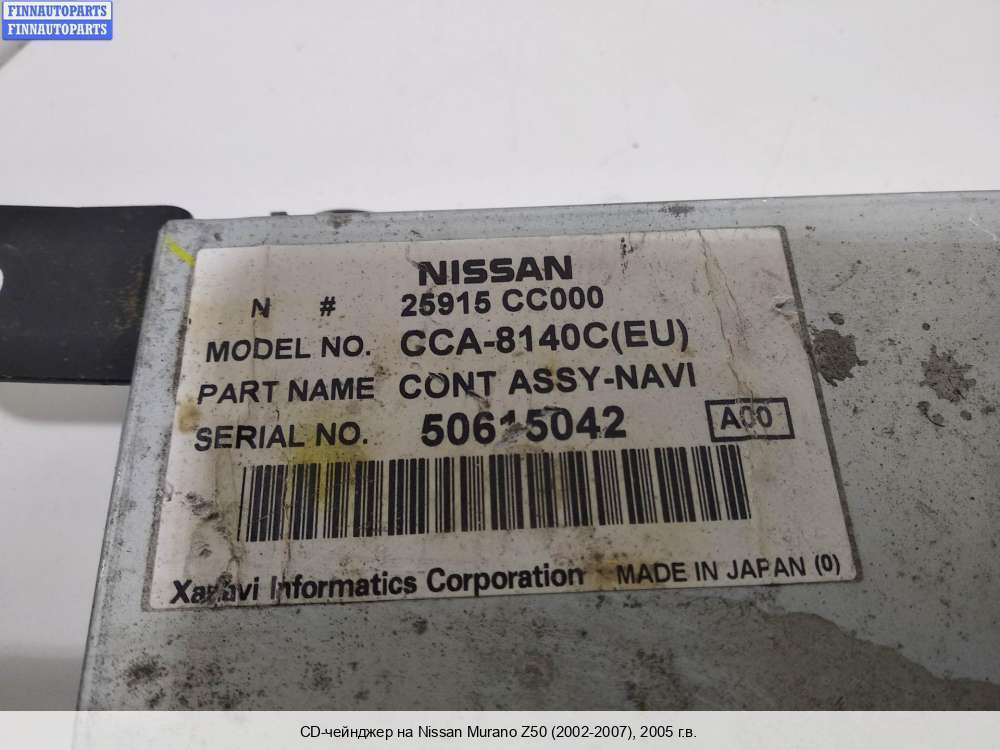 FINNAUTOPARTS
FINNAUTOPARTS
NISSAN
N # 25915 CC000
MODEL NO. CCA-8140C(EU)
PART NAME CONT ASSY-NAVI
SERIAL NO. 50615042 A00
Xanavi Informatics Corporation MADE IN JAPAN (0)
CD-чейнджер на Nissan Murano Z50 (2002-2007), 2005 г.в.